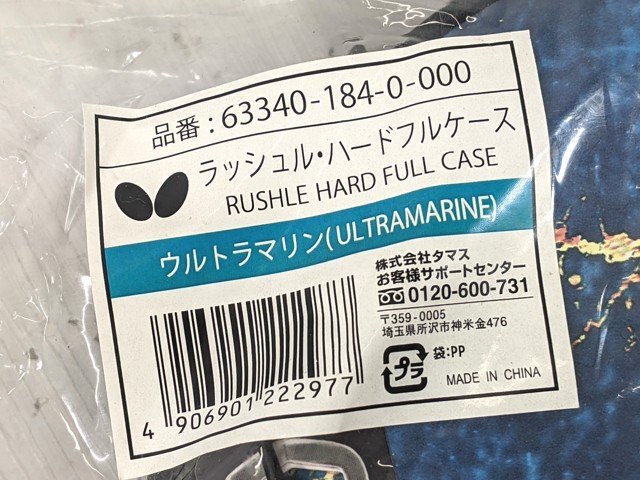 品番：63340-184-0-000
ラッシュル・ハードフルケース
RUSHLE HARD FULL CASE
ウルトラマリン(ULTRAMARINE)
株式会社タマス
お客様サポートセンター
0120-600-731
〒359-0005
埼玉県所沢市神米金476
プラ
袋:PP
MADE IN CHINA
4 906901 222977